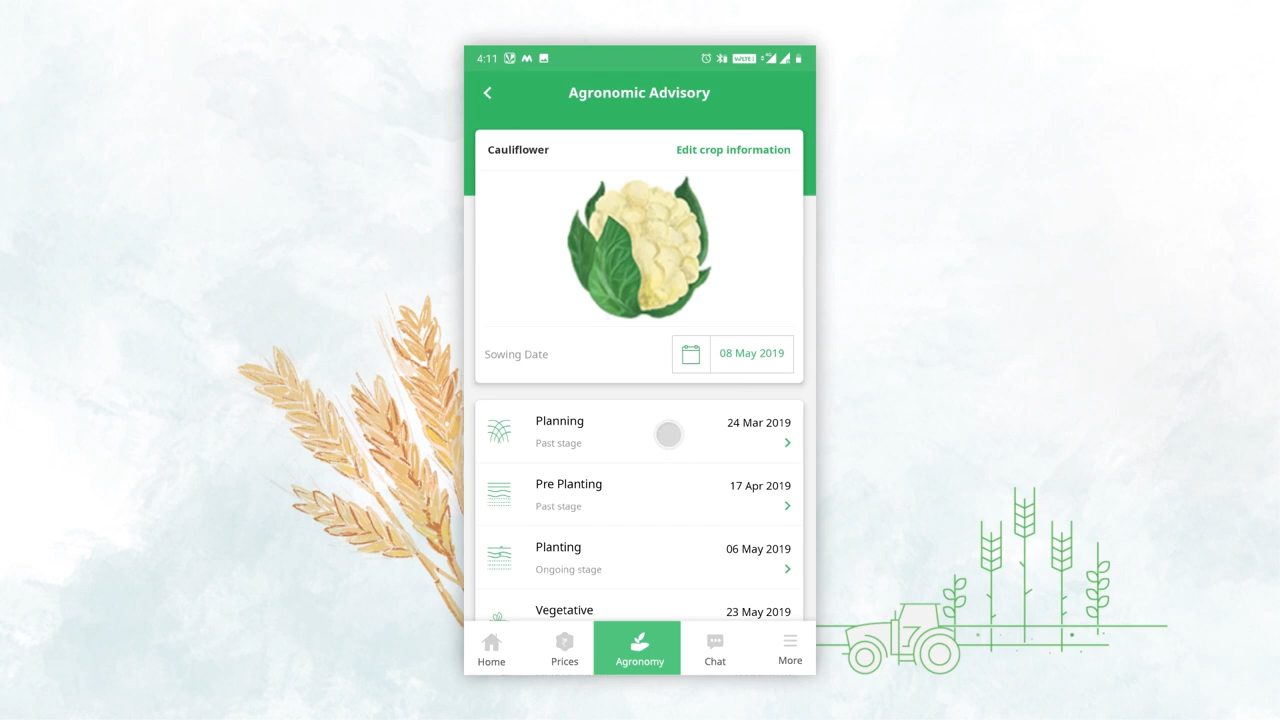 4:11
Agronomic Advisory
Cauliflower
Edit crop information
Sowing Date
08 May 2019
Planning
24 Mar 2019
Past stage
Pre Planting
17 Apr 2019
Past stage
Planting
06 May 2019
Ongoing stage
Vegetative
23 May 2019
Home
Prices
Agronomy
Chat
More